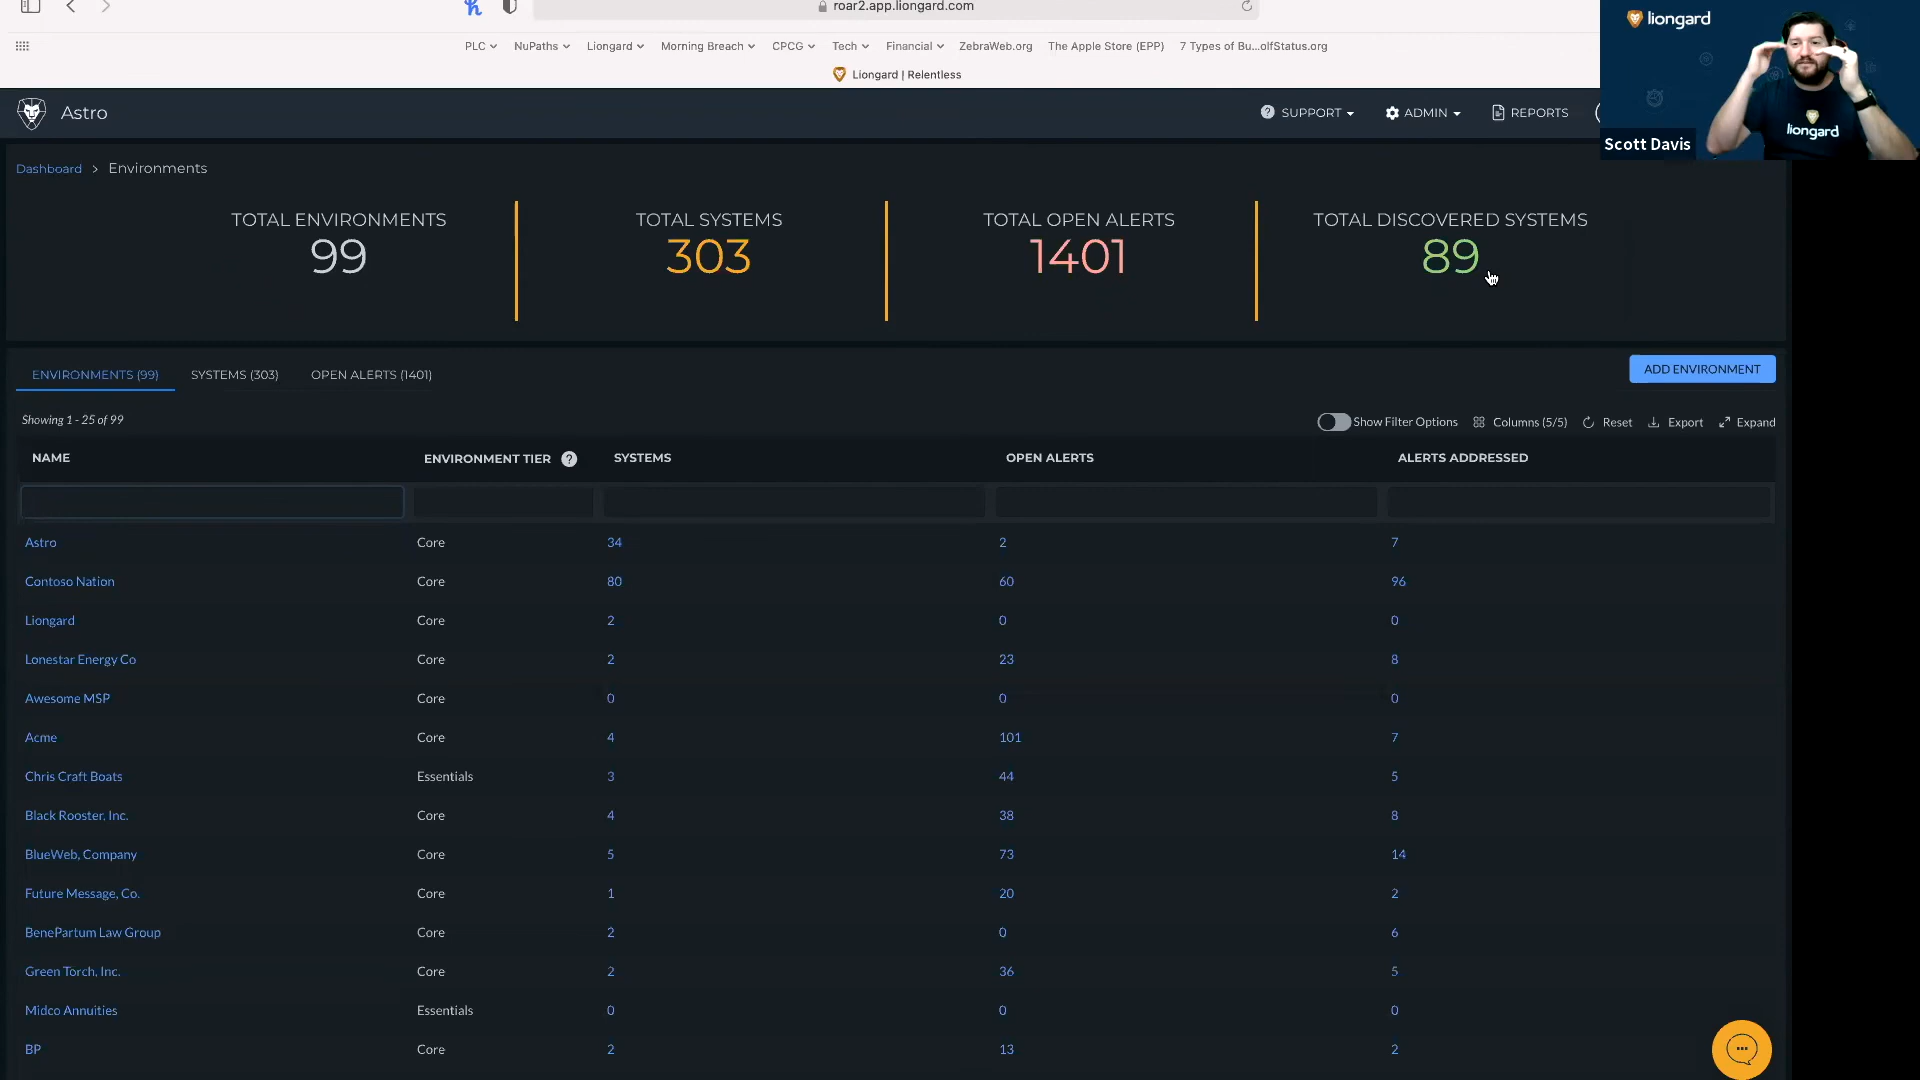 roar2.app.liongard.com
PLC NuPaths Liongard Morning Breach CPCG Tech Financial ZebraWeb.org The Apple Store (EPP) 7 Types of Bu...olfStatus.org
Liongard | Relentless
liongard
liongard
Scott Davis
Astro
SUPPORT ADMIN REPORTS
Dashboard > Environments
TOTAL ENVIRONMENTS TOTAL SYSTEMS TOTAL OPEN ALERTS TOTAL DISCOVERED SYSTEMS
99 303 1401 89
ENVIRONMENTS (99) SYSTEMS (303) OPEN ALERTS (1401) ADD ENVIRONMENT
Showing 1 - 25 of 99
Show Filter Options Columns (5/5) Reset Export Expand
NAME ENVIRONMENT TIER ? SYSTEMS OPEN ALERTS ALERTS ADDRESSED
Astro Core 34 2 7
Contoso Nation Core 80 60 96
Liongard Core 2 0 0
Lonestar Energy Co Core 2 23 8
Awesome MSP Core 0 0 0
Acme Core 4 101 7
Chris Craft Boats Essentials 3 44 5
Black Rooster, Inc. Core 4 38 8
BlueWeb, Company Core 5 73 14
Future Message, Co. Core 1 20 2
BenePartum Law Group Core 2 0 6
Green Torch, Inc. Core 2 36 5
Midco Annuities Essentials 0 0 0
BP Core 2 13 2